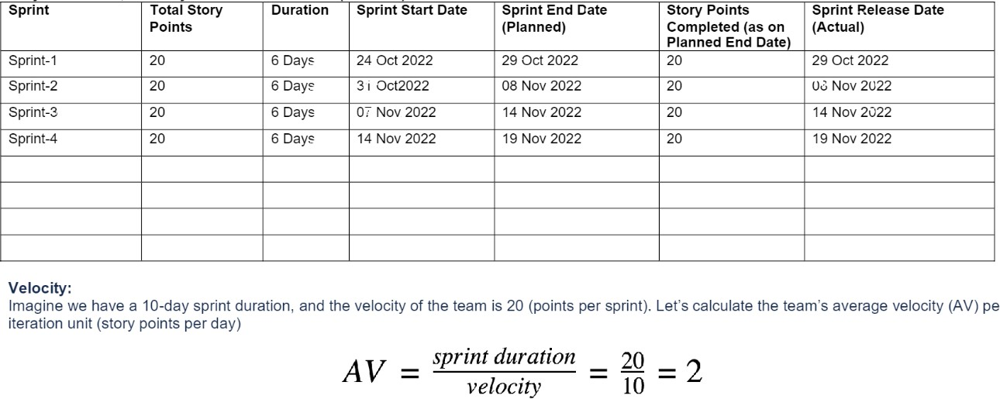 Sprint Total Story Points Duration Sprint Start Date Sprint End Date (Planned) Story Points Completed (as on Planned End Date) Sprint Release Date (Actual)
Sprint-1 20 6 Days 24 Oct 2022 29 Oct 2022 20 29 Oct 2022
Sprint-2 20 6 Days 31 Oct2022 08 Nov 2022 20 Nov 2022
Sprint-3 20 6 Days 07 Nov 2022 14 Nov 2022 20 14 Nov 2022
Sprint-4 20 6 Days 14 Nov 2022 19 Nov 2022 20 19 Nov 2022
Velocity:
Imagine we have a 10-day sprint duration, and the velocity of the team is 20 (points per sprint). Let's calculate the team's average velocity (AV) pe
iteration unit (story points per day)
AV = sprint duration / velocity = 20 / 10 = 2